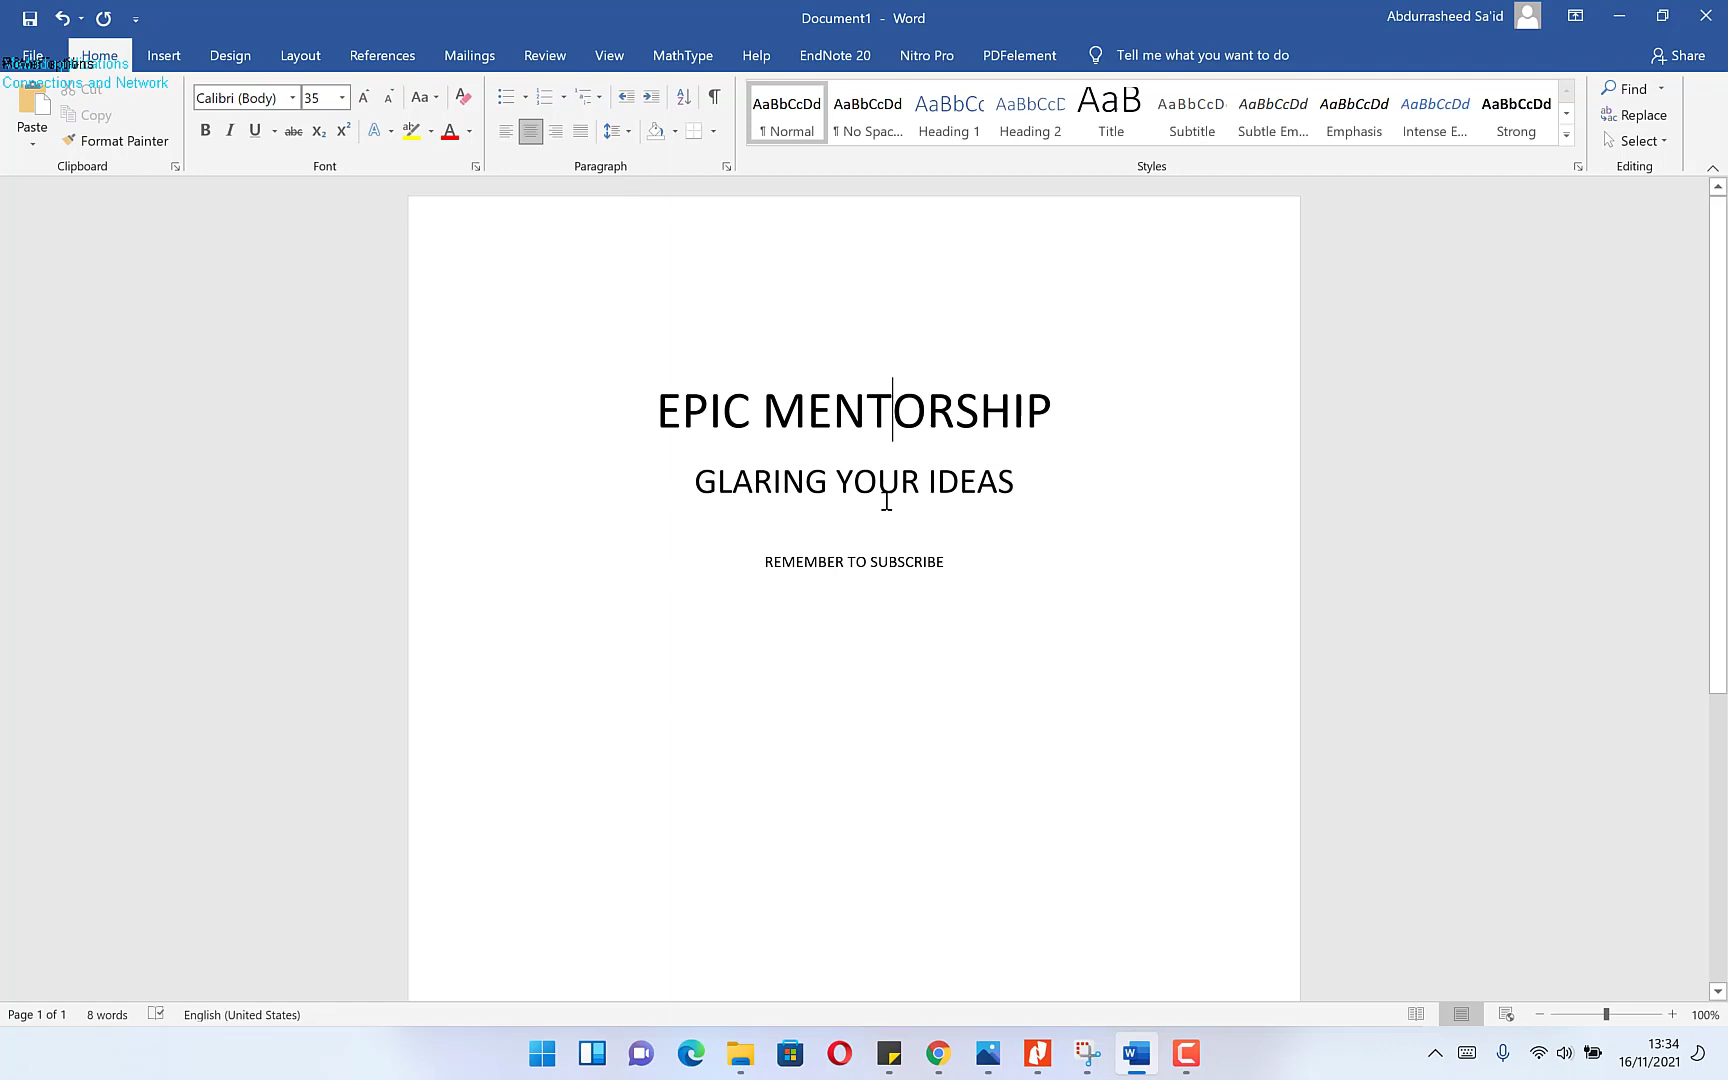 Document1 - Word
Abdurrasheed Sa'id
File Home Insert Design Layout References Mailings Review View MathType Help EndNote 20 Nitro Pro PDFelement Tell me what you want to do Share
Power options
Connections and Network
Cut
Copy
Format Painter
Paste
Calibri (Body) 35
AaBbCcDd AaBbCcDd AaBbCc AaBbCcD AaB AaBbCcD AaBbCcDd AaBbCcDd AaBbCcDd AaBbCcDd
¶ Normal ¶ No Spac... Heading 1 Heading 2 Title Subtitle Subtle Em... Emphasis Intense E... Strong
Find
Replace
Select
Clipboard Font Paragraph Styles Editing
EPIC MENTORSHIP
GLARING YOUR IDEAS
REMEMBER TO SUBSCRIBE
Page 1 of 1 8 words English (United States) 100%
13:34
16/11/2021